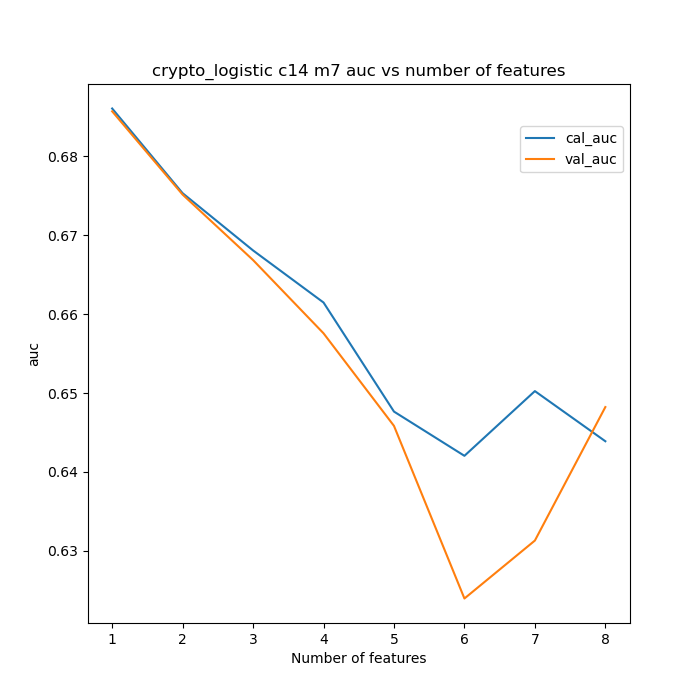 crypto_logistic c14 m7 auc vs number of features
cal_auc
val_auc
0.68
0.67
0.66
0.65
0.64
0.63
auc
1 2 3 4 5 6 7 8
Number of features